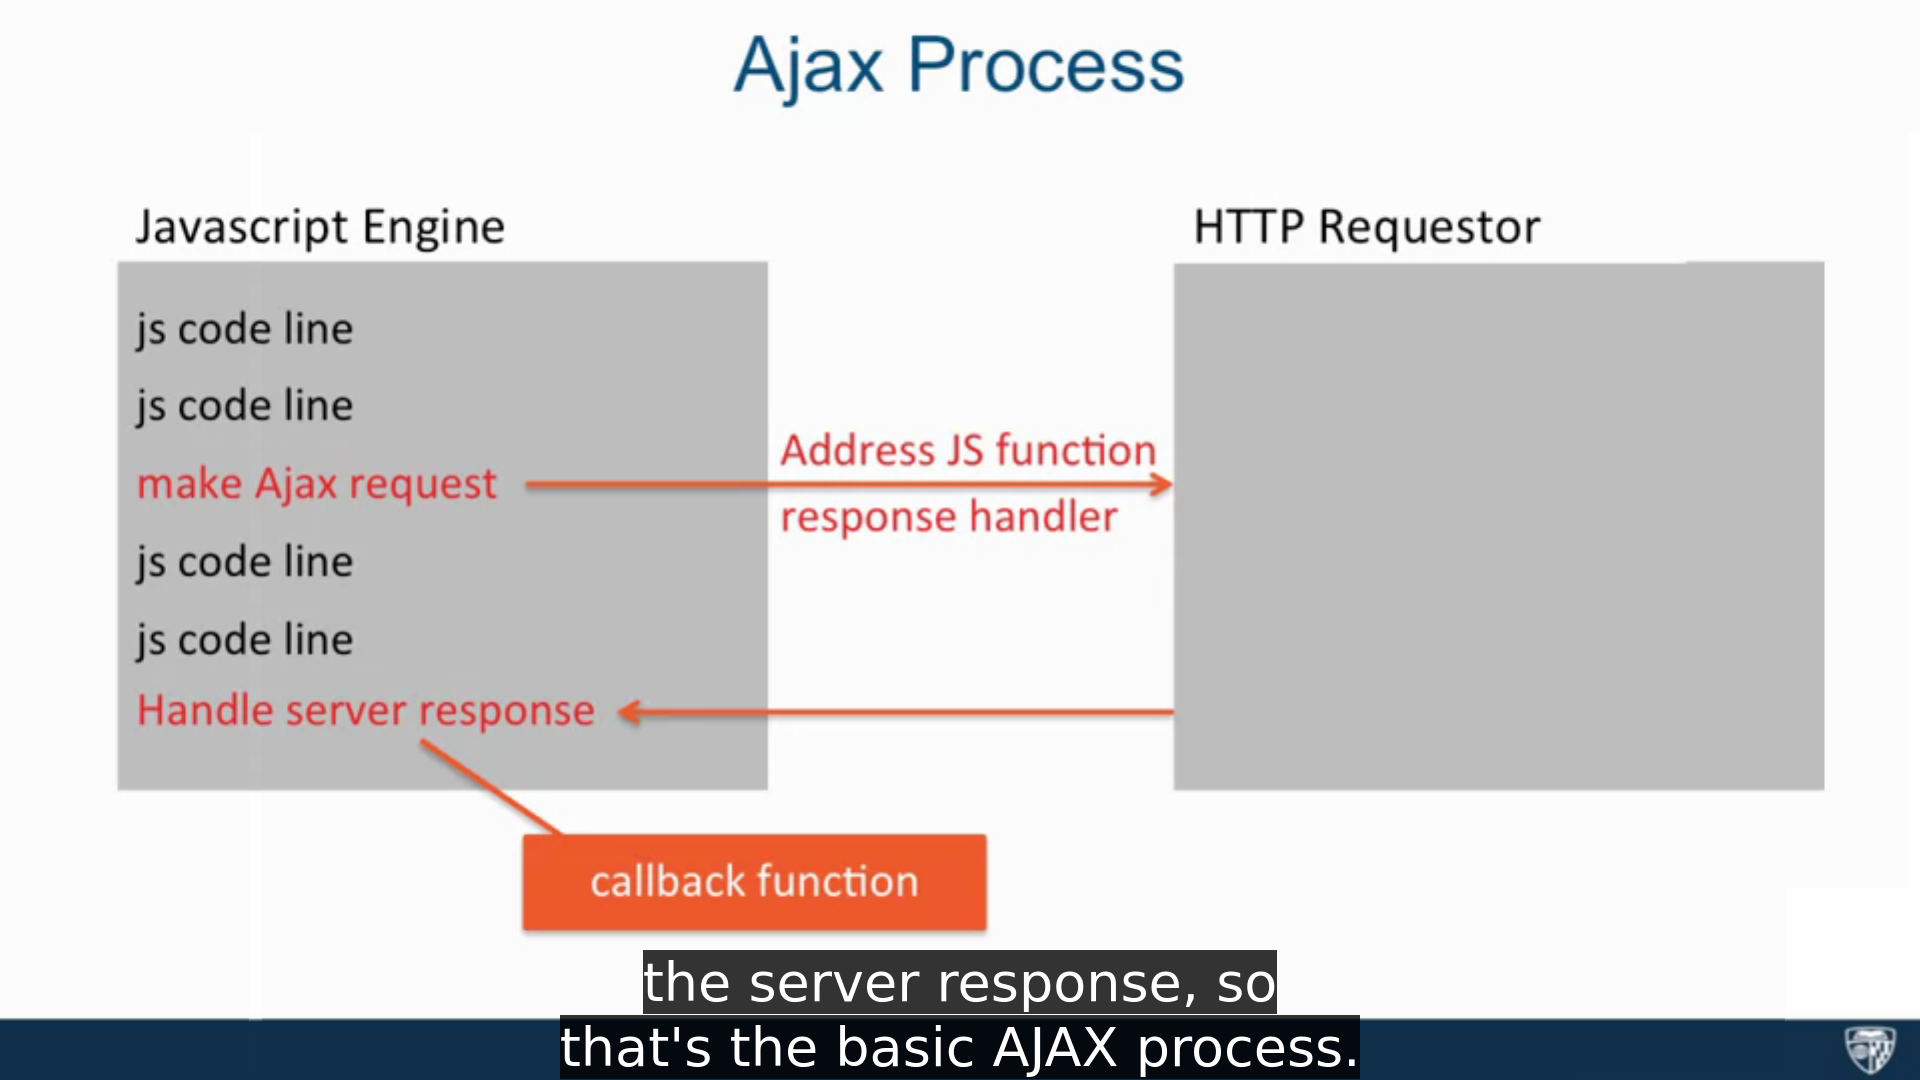 Ajax Process
Javascript Engine
HTTP Requestor
js code line
js code line
make Ajax request
Address JS function
response handler
js code line
js code line
Handle server response
callback function
the server response, so
that's the basic AJAX process.